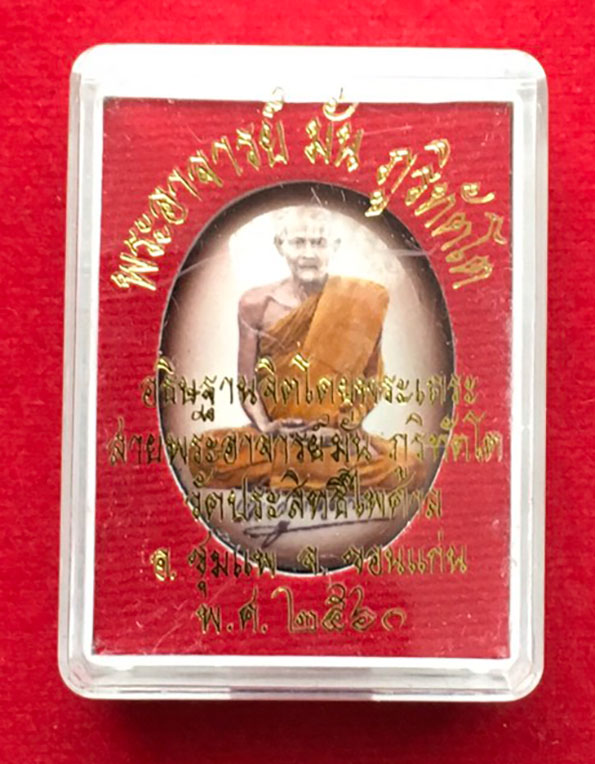 พระอาจารย์ มั่น ภูริทัตโต
อธิษฐานจิตโดยพระเถระ
สายพระอาจารย์มั่น ภูริทัตโต
วัดประสิทธิ์ไพศาล
อ. ชุมแพ จ. ขอนแก่น
พ.ศ. ๒๕๖๐